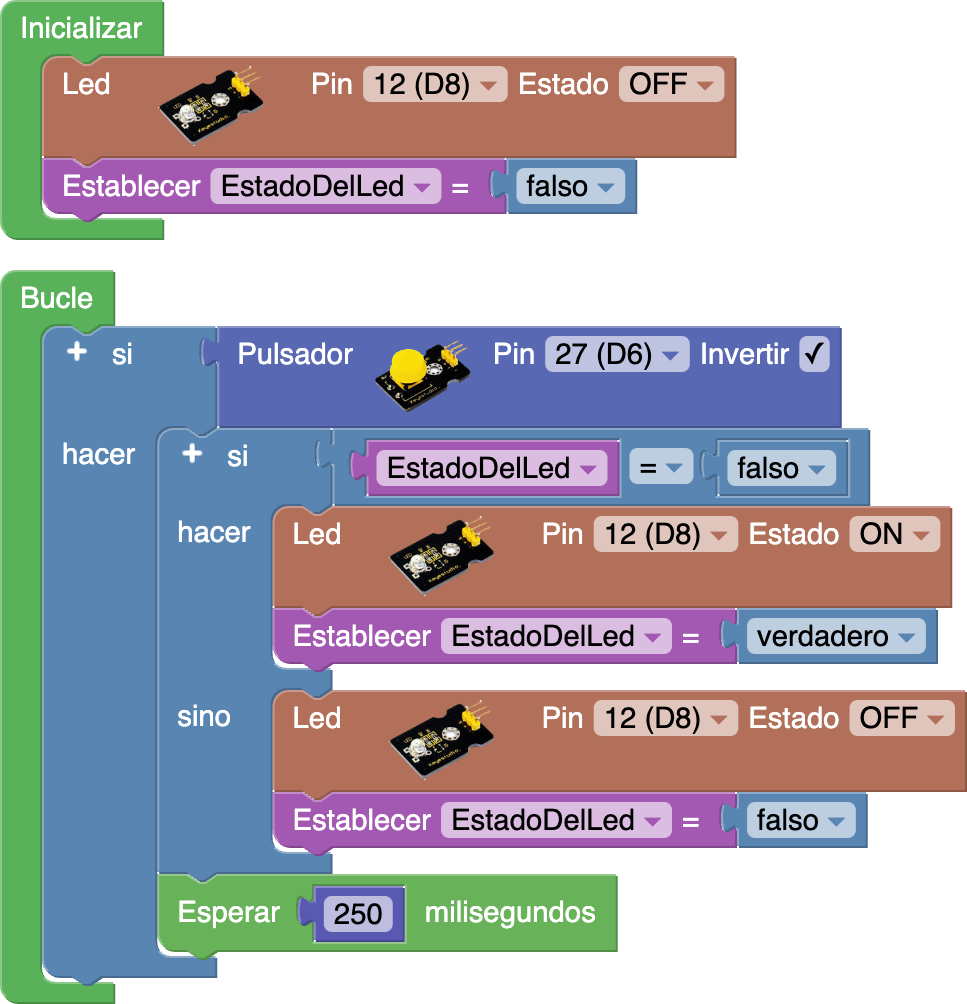 Inicializar
Led Pin 12 (D8) Estado OFF
Establecer EstadoDelLed = falso
Bucle
si Pulsador Pin 27 (D6) Invertir ✓
hacer si EstadoDelLed = falso
hacer Led Pin 12 (D8) Estado ON
Establecer EstadoDelLed = verdadero
sino Led Pin 12 (D8) Estado OFF
Establecer EstadoDelLed = falso
Esperar 250 milisegundos